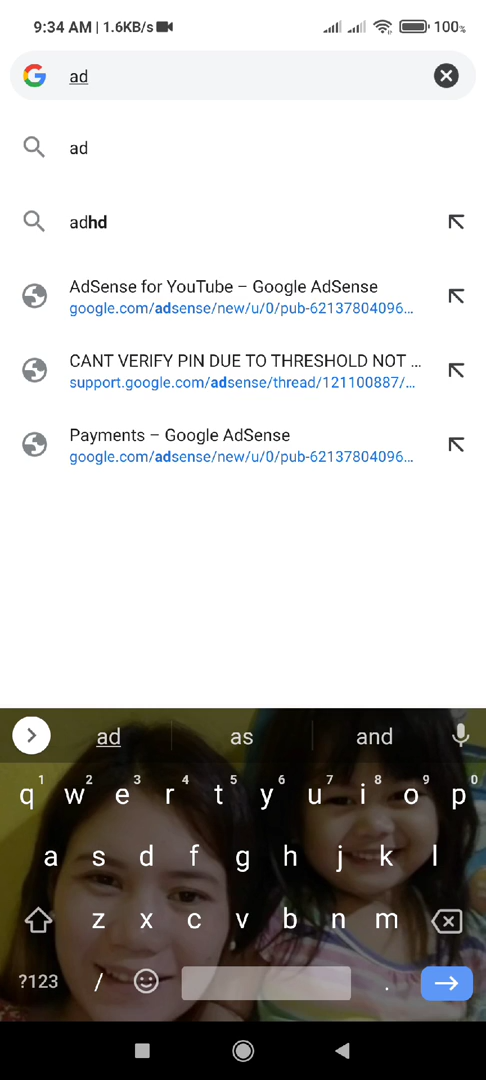 9:34 AM | 1.6KB/s 100%
ad
ad
adhd
AdSense for YouTube – Google AdSense
google.com/adsense/new/u/0/pub-62137804096...
CANT VERIFY PIN DUE TO THRESHOLD NOT ...
support.google.com/adsense/thread/121100887/...
Payments – Google AdSense
google.com/adsense/new/u/0/pub-62137804096...
ad as and
1 2 3 4 5 6 7 8 9 0
q w e r t y u i o p
a s d f g h j k l
z x c v b n m
?123 / .